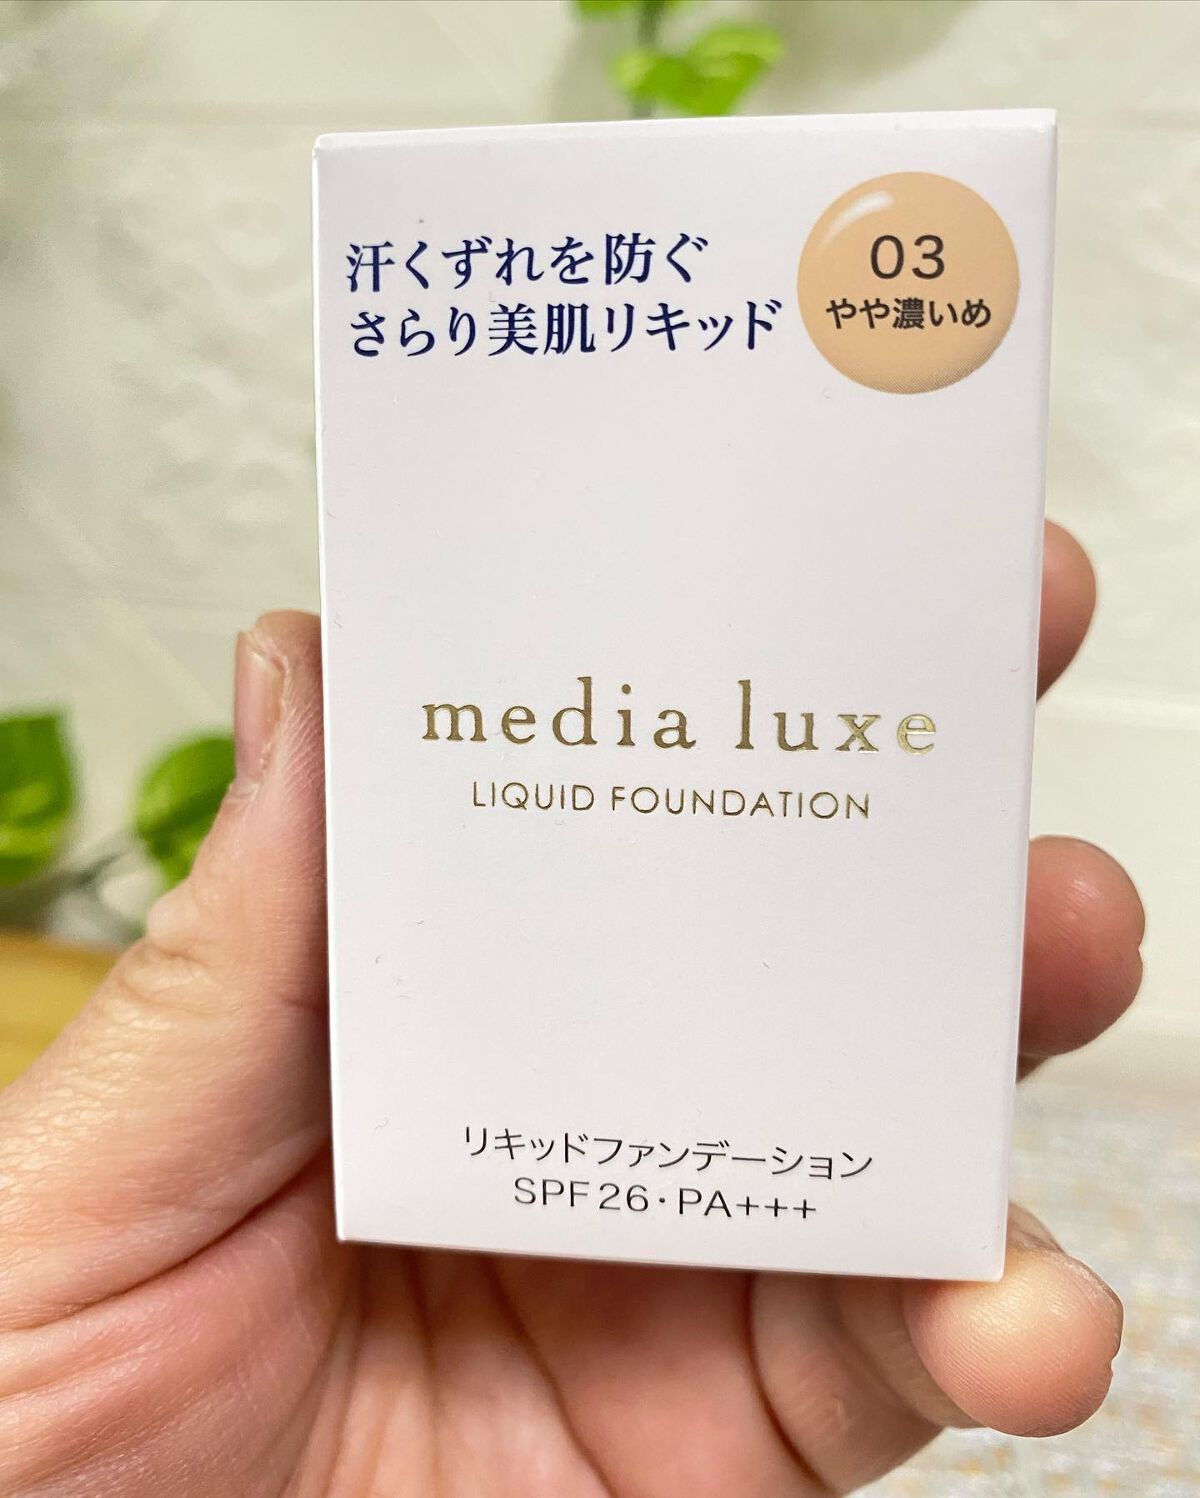 汗くずれを防ぐ
さらり美肌リキッド
03
やや濃いめ
media luxe
LIQUID FOUNDATION
リキッドファンデーション
SPF26・PA+++